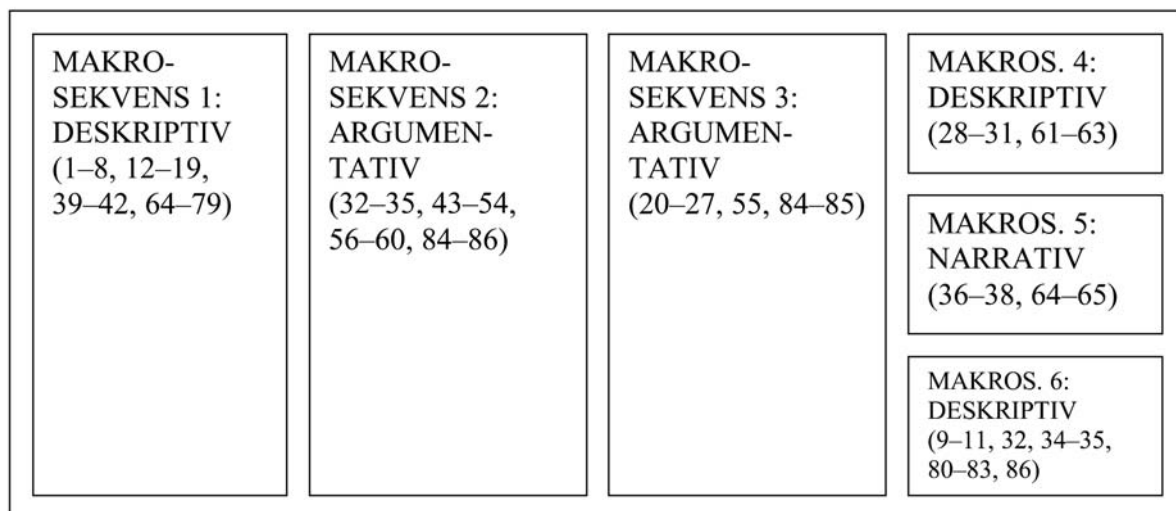 MAKRO-
SEKVENS 1:
DESKRIPTIV
(1–8, 12–19,
39–42, 64–79)
MAKRO-
SEKVENS 2:
ARGUMEN-
TATIV
(32–35, 43–54,
56–60, 84–86)
MAKRO-
SEKVENS 3:
ARGUMEN-
TATIV
(20–27, 55, 84–85)
MAKROS. 4:
DESKRIPTIV
(28–31, 61–63)
MAKROS. 5:
NARRATIV
(36–38, 64–65)
MAKROS. 6:
DESKRIPTIV
(9–11, 32, 34–35,
80–83, 86)